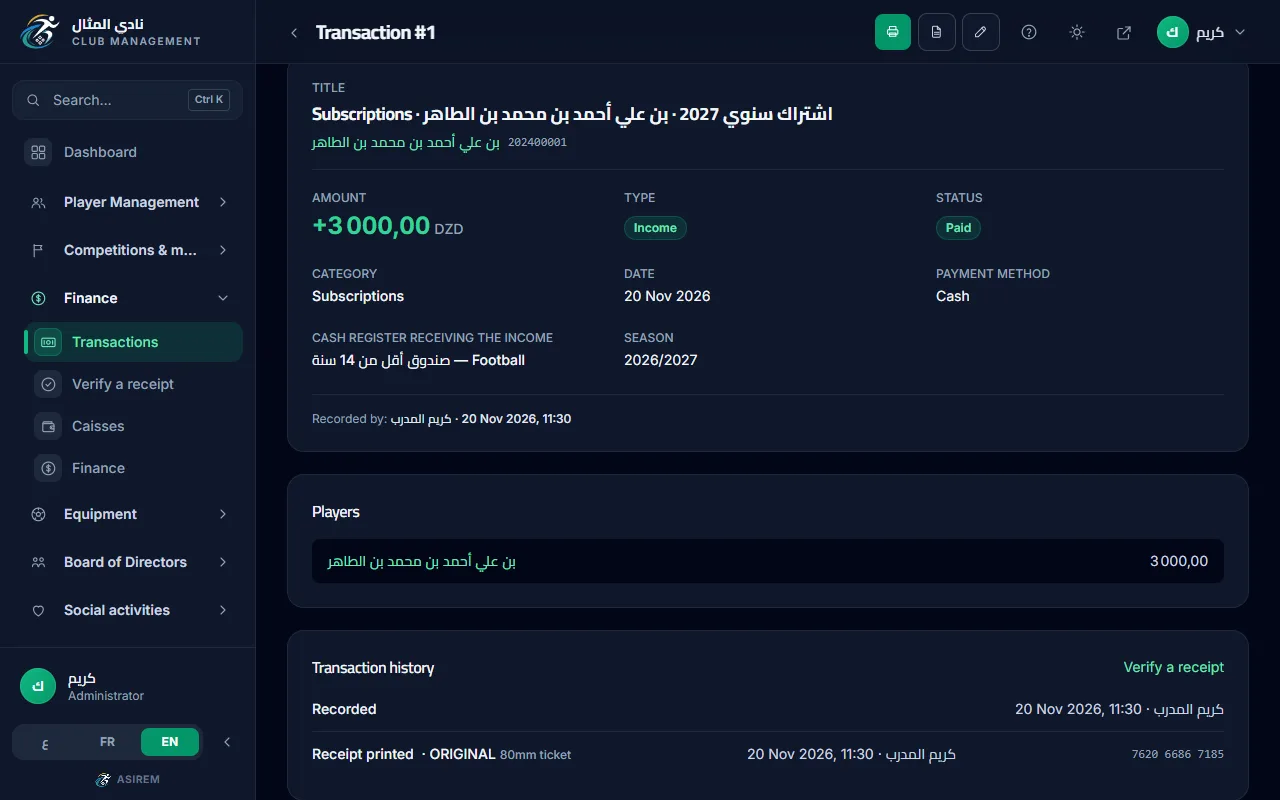 نادي المثال
CLUB MANAGEMENT
Search...
Ctrl K
Dashboard
Player Management
Competitions & m...
Finance
Transactions
Verify a receipt
Caisses
Finance
Equipment
Board of Directors
Social activities
ك
كريم
Administrator
ع
FR
EN
ASIREM
Transaction #1
ك
كريم
TITLE
Subscriptions · اشتراك سنوي 2027 · بن علي أحمد بن محمد بن الطاهر
بن علي أحمد بن محمد بن الطاهر 202400001
AMOUNT
+3 000,00 DZD
TYPE
Income
STATUS
Paid
CATEGORY
Subscriptions
DATE
20 Nov 2026
PAYMENT METHOD
Cash
CASH REGISTER RECEIVING THE INCOME
صندوق أقل من 14 سنة — Football
SEASON
2026/2027
Recorded by: كريم المدرب · 20 Nov 2026, 11:30
Players
بن علي أحمد بن محمد بن الطاهر
3 000,00
Transaction history
Verify a receipt
Recorded
20 Nov 2026, 11:30 · كريم المدرب
Receipt printed · ORIGINAL 80mm ticket
20 Nov 2026, 11:30 · كريم المدرب
7620 6686 7185